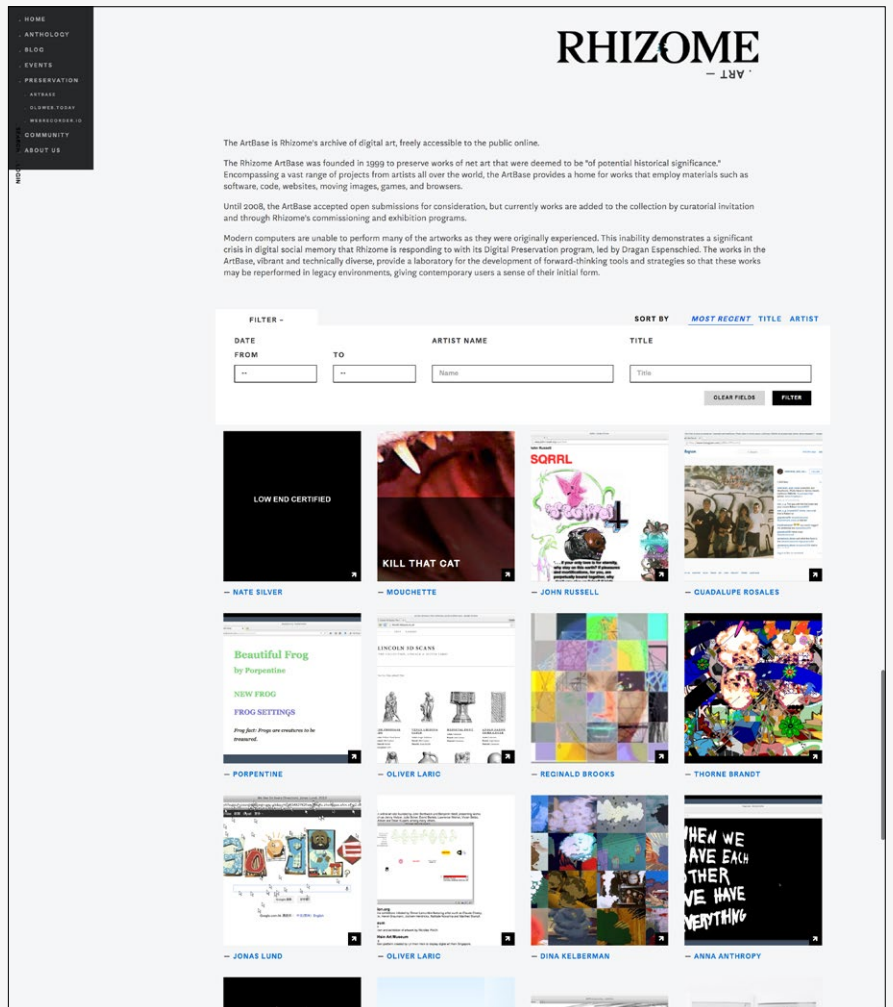 . HOME
. ANTHOLOGY
. BLOG
. EVENTS
. PRESERVATION
. ARTBASE
. OLDWEB.TODAY
. WEBRECORDER.IO
. COMMUNITY
. ABOUT US
LOGIN
RHIZOME
The ArtBase is Rhizome's archive of digital art, freely accessible to the public online.
The Rhizome ArtBase was founded in 1999 to preserve works of net art that were deemed to be "of potential historical significance."
Encompassing a vast range of projects from artists all over the world, the ArtBase provides a home for works that employ materials such as
software, code, websites, moving images, games, and browsers.
Until 2008, the ArtBase accepted open submissions for consideration, but currently works are added to the collection by curatorial invitation
and through Rhizome's commissioning and exhibition programs.
Modern computers are unable to perform many of the artworks as they were originally experienced. This inability demonstrates a significant
crisis in digital social memory that Rhizome is responding to with its Digital Preservation program, led by Dragan Espenschied. The works in the
ArtBase, vibrant and technically diverse, provide a laboratory for the development of forward-thinking tools and strategies so that these works
may be reperformed in legacy environments, giving contemporary users a sense of their initial form.
FILTER –
SORT BY MOST RECENT TITLE ARTIST
DATE ARTIST NAME TITLE
FROM TO
-- -- Name Title
CLEAR FIELDS FILTER
LOW END CERTIFIED
KILL THAT CAT
SQRRL
— NATE SILVER — MOUCHETTE — JOHN RUSSELL — GUADALUPE ROSALES
Beautiful Frog
by Porpentine
NEW FROG
FROG SETTINGS
Frog fact: Frogs are creatures to be
treasured.
LINCOLN 3D SCANS
— PORPENTINE — OLIVER LARIC — REGINALD BROOKS — THORNE BRANDT
HEN WE
AVE EACH
THER
VE HAVE
VERYTHING
— JONAS LUND — OLIVER LARIC — DINA KELBERMAN — ANNA ANTHROPY